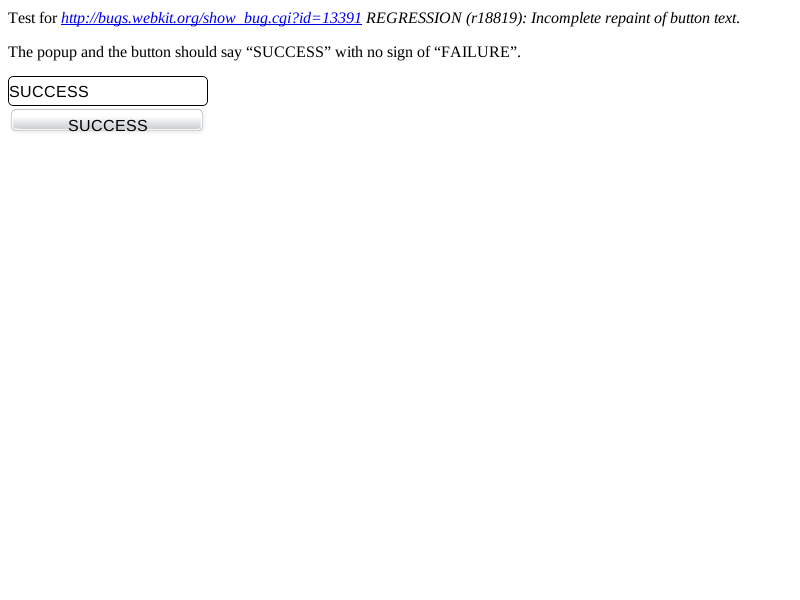 Test for http://bugs.webkit.org/show_bug.cgi?id=13391 REGRESSION (r18819): Incomplete repaint of button text.
The popup and the button should say “SUCCESS” with no sign of “FAILURE”.
SUCCESS
SUCCESS